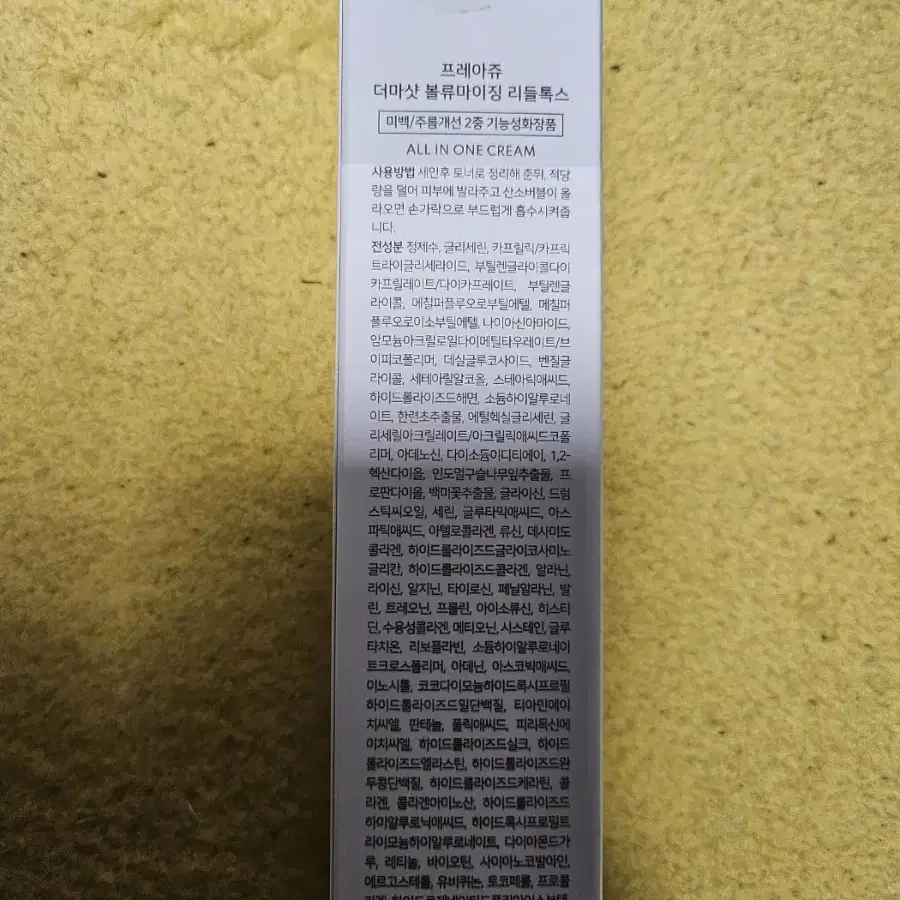 프레아쥬
더마샷 볼류마이징 리들톡스
미백/주름개선 2중 기능성화장품
ALL IN ONE CREAM
사용방법 세안후 토너로 정리해 준뒤, 적당
량을 덜어 피부에 발라주고 산소버블이 올
라오면 손가락으로 부드럽게 흡수시켜줍
니다.
전성분 정제수, 글리세린, 카프릴릭/카프릭
트라이글리세라이드, 부틸렌글라이콜다이
카프릴레이트/다이카프레이트, 부틸렌글
라이콜, 메칠퍼플루오로부틸에텔, 메칠퍼
플루오로이소부틸에텔, 나이아신아마이드,
암모늄아크릴로일다이메틸타우레이트/브
이피코폴리머, 데실글루코사이드, 벤질글
라이콜, 세테아릴알코올, 스테아릭애씨드,
하이드롤라이즈드해면, 소듐하이알루로네
이트, 한련초추출물, 에틸헥실글리세린, 글
리세릴아크릴레이트/아크릴릭애씨드코폴
리머, 아데노신, 다이소듐이디티에이, 1,2-
헥산다이올, 인도멀구슬나무잎추출물, 프
로판다이올, 백미꽃추출물, 글라이신, 드럼
스틱씨오일, 세린, 글루타믹애씨드, 아스
파틱애씨드, 아텔로콜라겐, 류신, 데사미도
콜라겐, 하이드롤라이즈드글라이코사미노
글리칸, 하이드롤라이즈드콜라겐, 알라닌,
라이신, 알지닌, 타이로신, 페닐알라닌, 발
린, 트레오닌, 프롤린, 아이소류신, 히스티
딘, 수용성콜라겐, 메티오닌, 시스테인, 글루
타치온, 리보플라빈, 소듐하이알루로네이
트크로스폴리머, 아데닌, 아스코빅애씨드,
이노시톨, 코코다이모늄하이드록시프로필
하이드롤라이즈드밀단백질, 티아민에이
치씨엘, 판테놀, 폴릭애씨드, 피리독신에
이치씨엘, 하이드롤라이즈드실크, 하이드
롤라이즈드엘라스틴, 하이드롤라이즈드완
두콩단백질, 하이드롤라이즈드케라틴, 콜
라겐, 콜라겐아미노산, 하이드롤라이즈드
하이알루로닉애씨드, 하이드록시프로필트
라이모늄하이알루로네이트, 다이아몬드가
루, 레티놀, 바이오틴, 사이아노코발아민,
에르고스테롤, 유비퀴논, 토코페롤, 프로콜